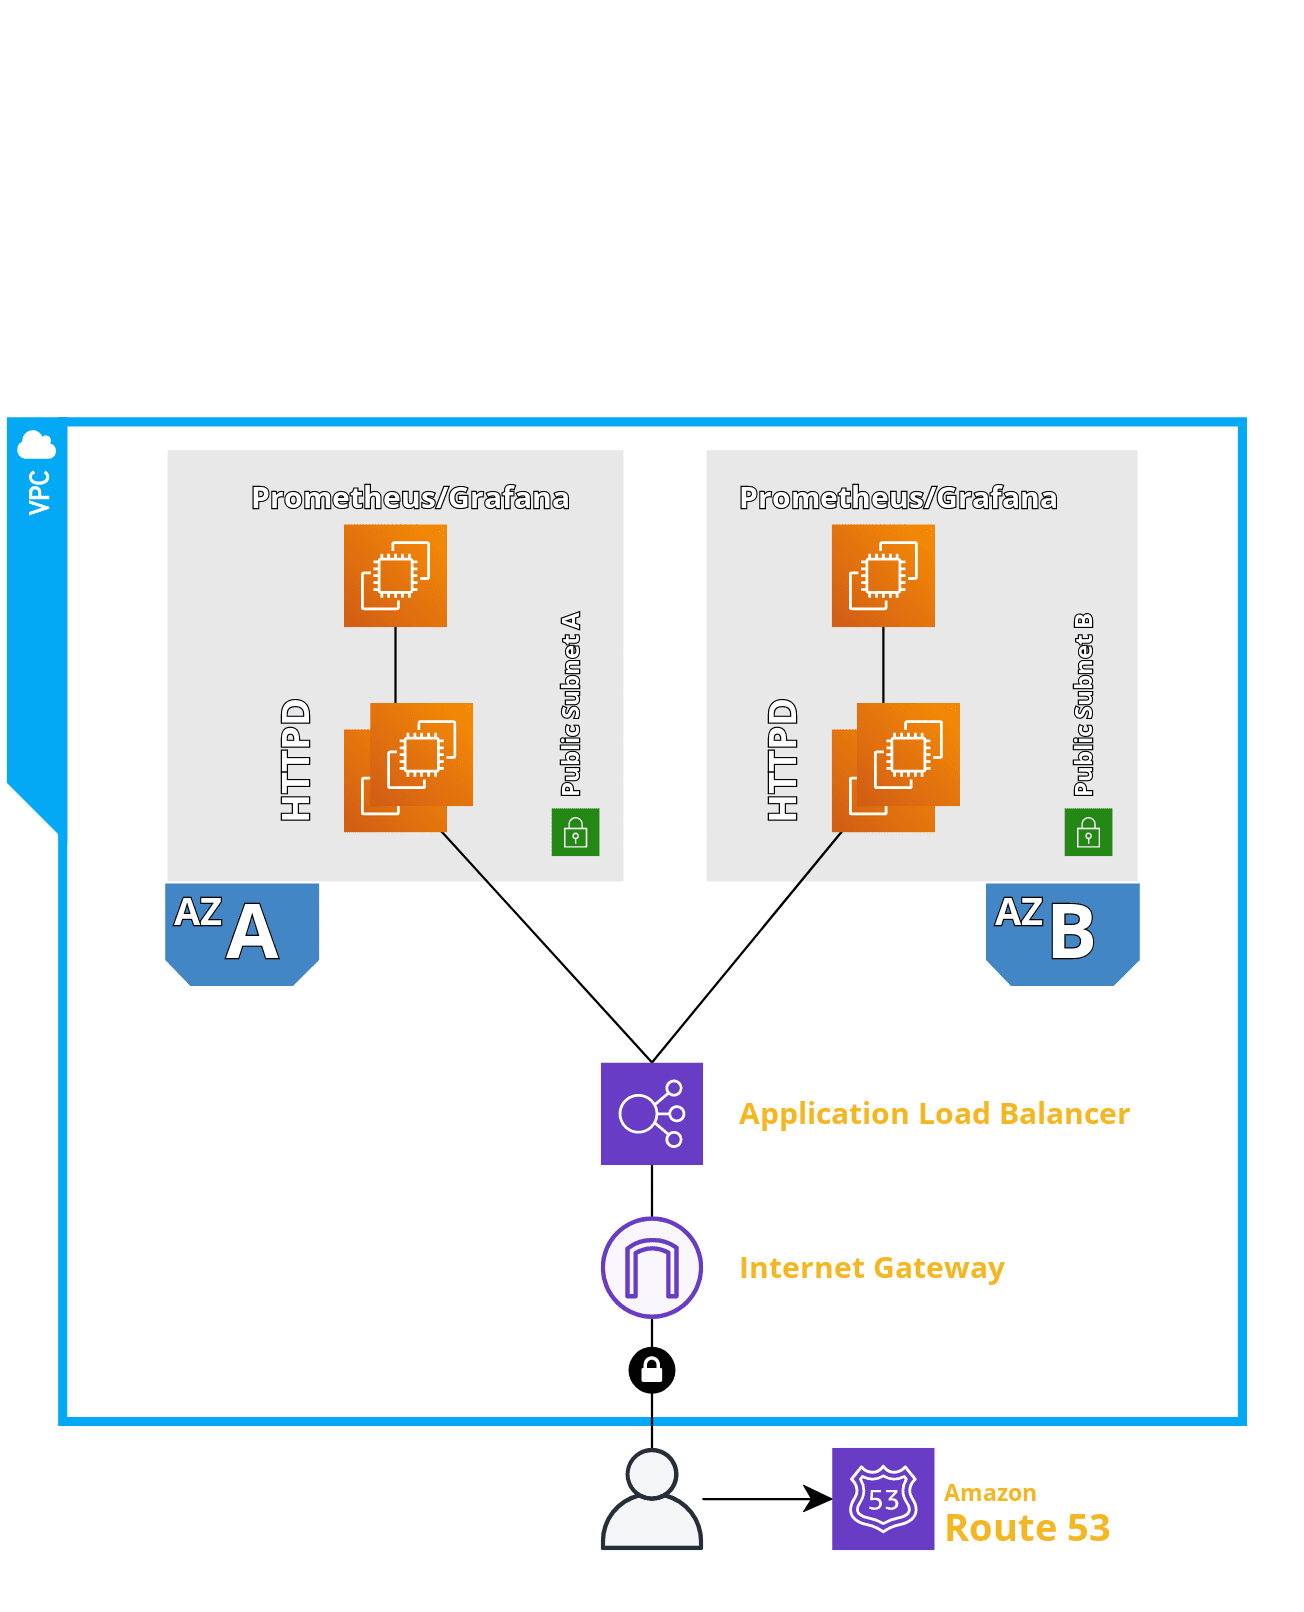 VPC
Prometheus/Grafana
Prometheus/Grafana
HTTPD
Public Subnet A
HTTPD
Public Subnet B
AZ A
AZ B
Application Load Balancer
Internet Gateway
53
Amazon
Route 53